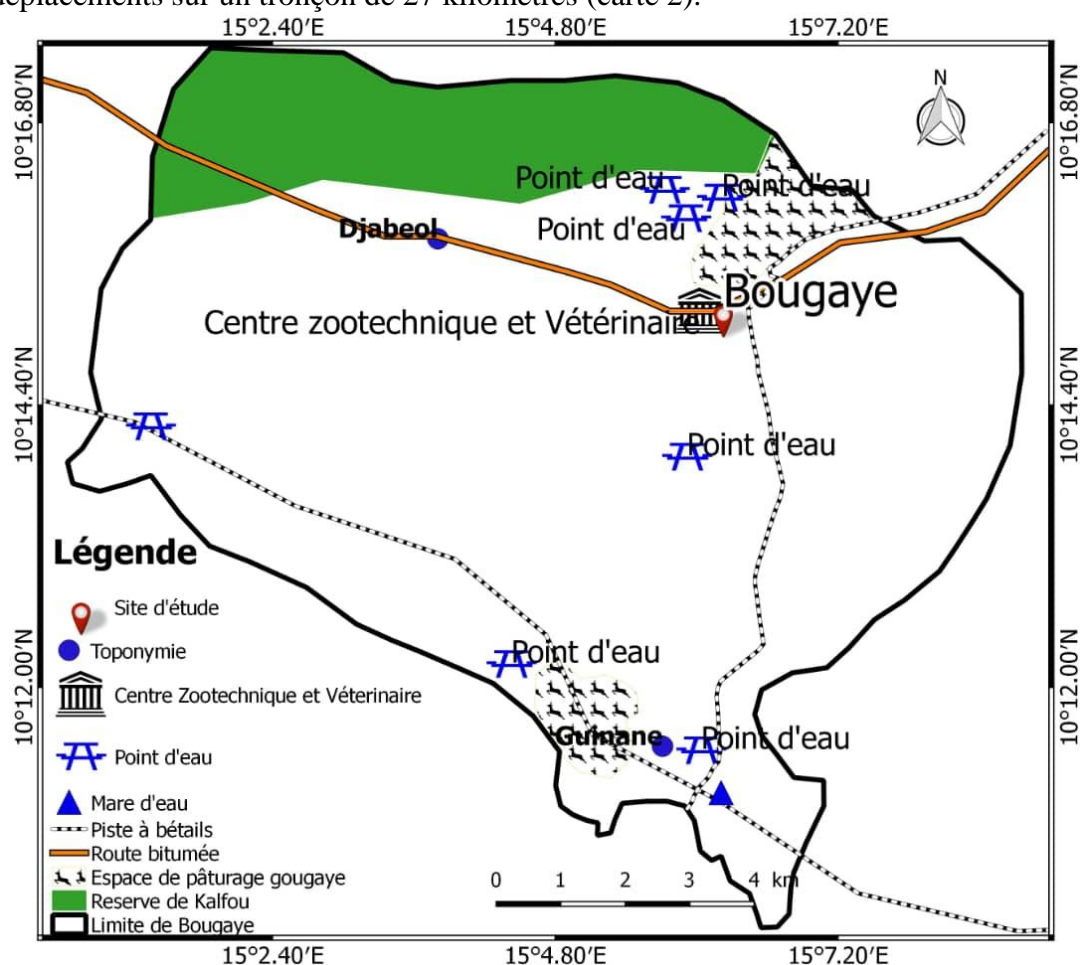 déplacements sur un tronçon de 27 kilomètres (carte 2).
15°2.40′E 15°4.80′E 15°7.20′E
10°16.80′N 10°16.80′N
N
Point d'eau
Point d'eau
Point d'eau
Djabeol
Bougaye
Centre zootechnique et Vétérinaire
10°14.40′N 10°14.40′N
Point d'eau
Point d'eau
Guinane
Point d'eau
10°12.00′N 10°12.00′N
Légende
Site d'étude
Toponymie
Centre Zootechnique et Véterinaire
Point d'eau
Mare d'eau
Piste à bétails
Route bitumée
Espace de pâturage gougaye
Reserve de Kalfou
Limite de Bougaye
0 1 2 3 4 km
15°2.40′E 15°4.80′E 15°7.20′E